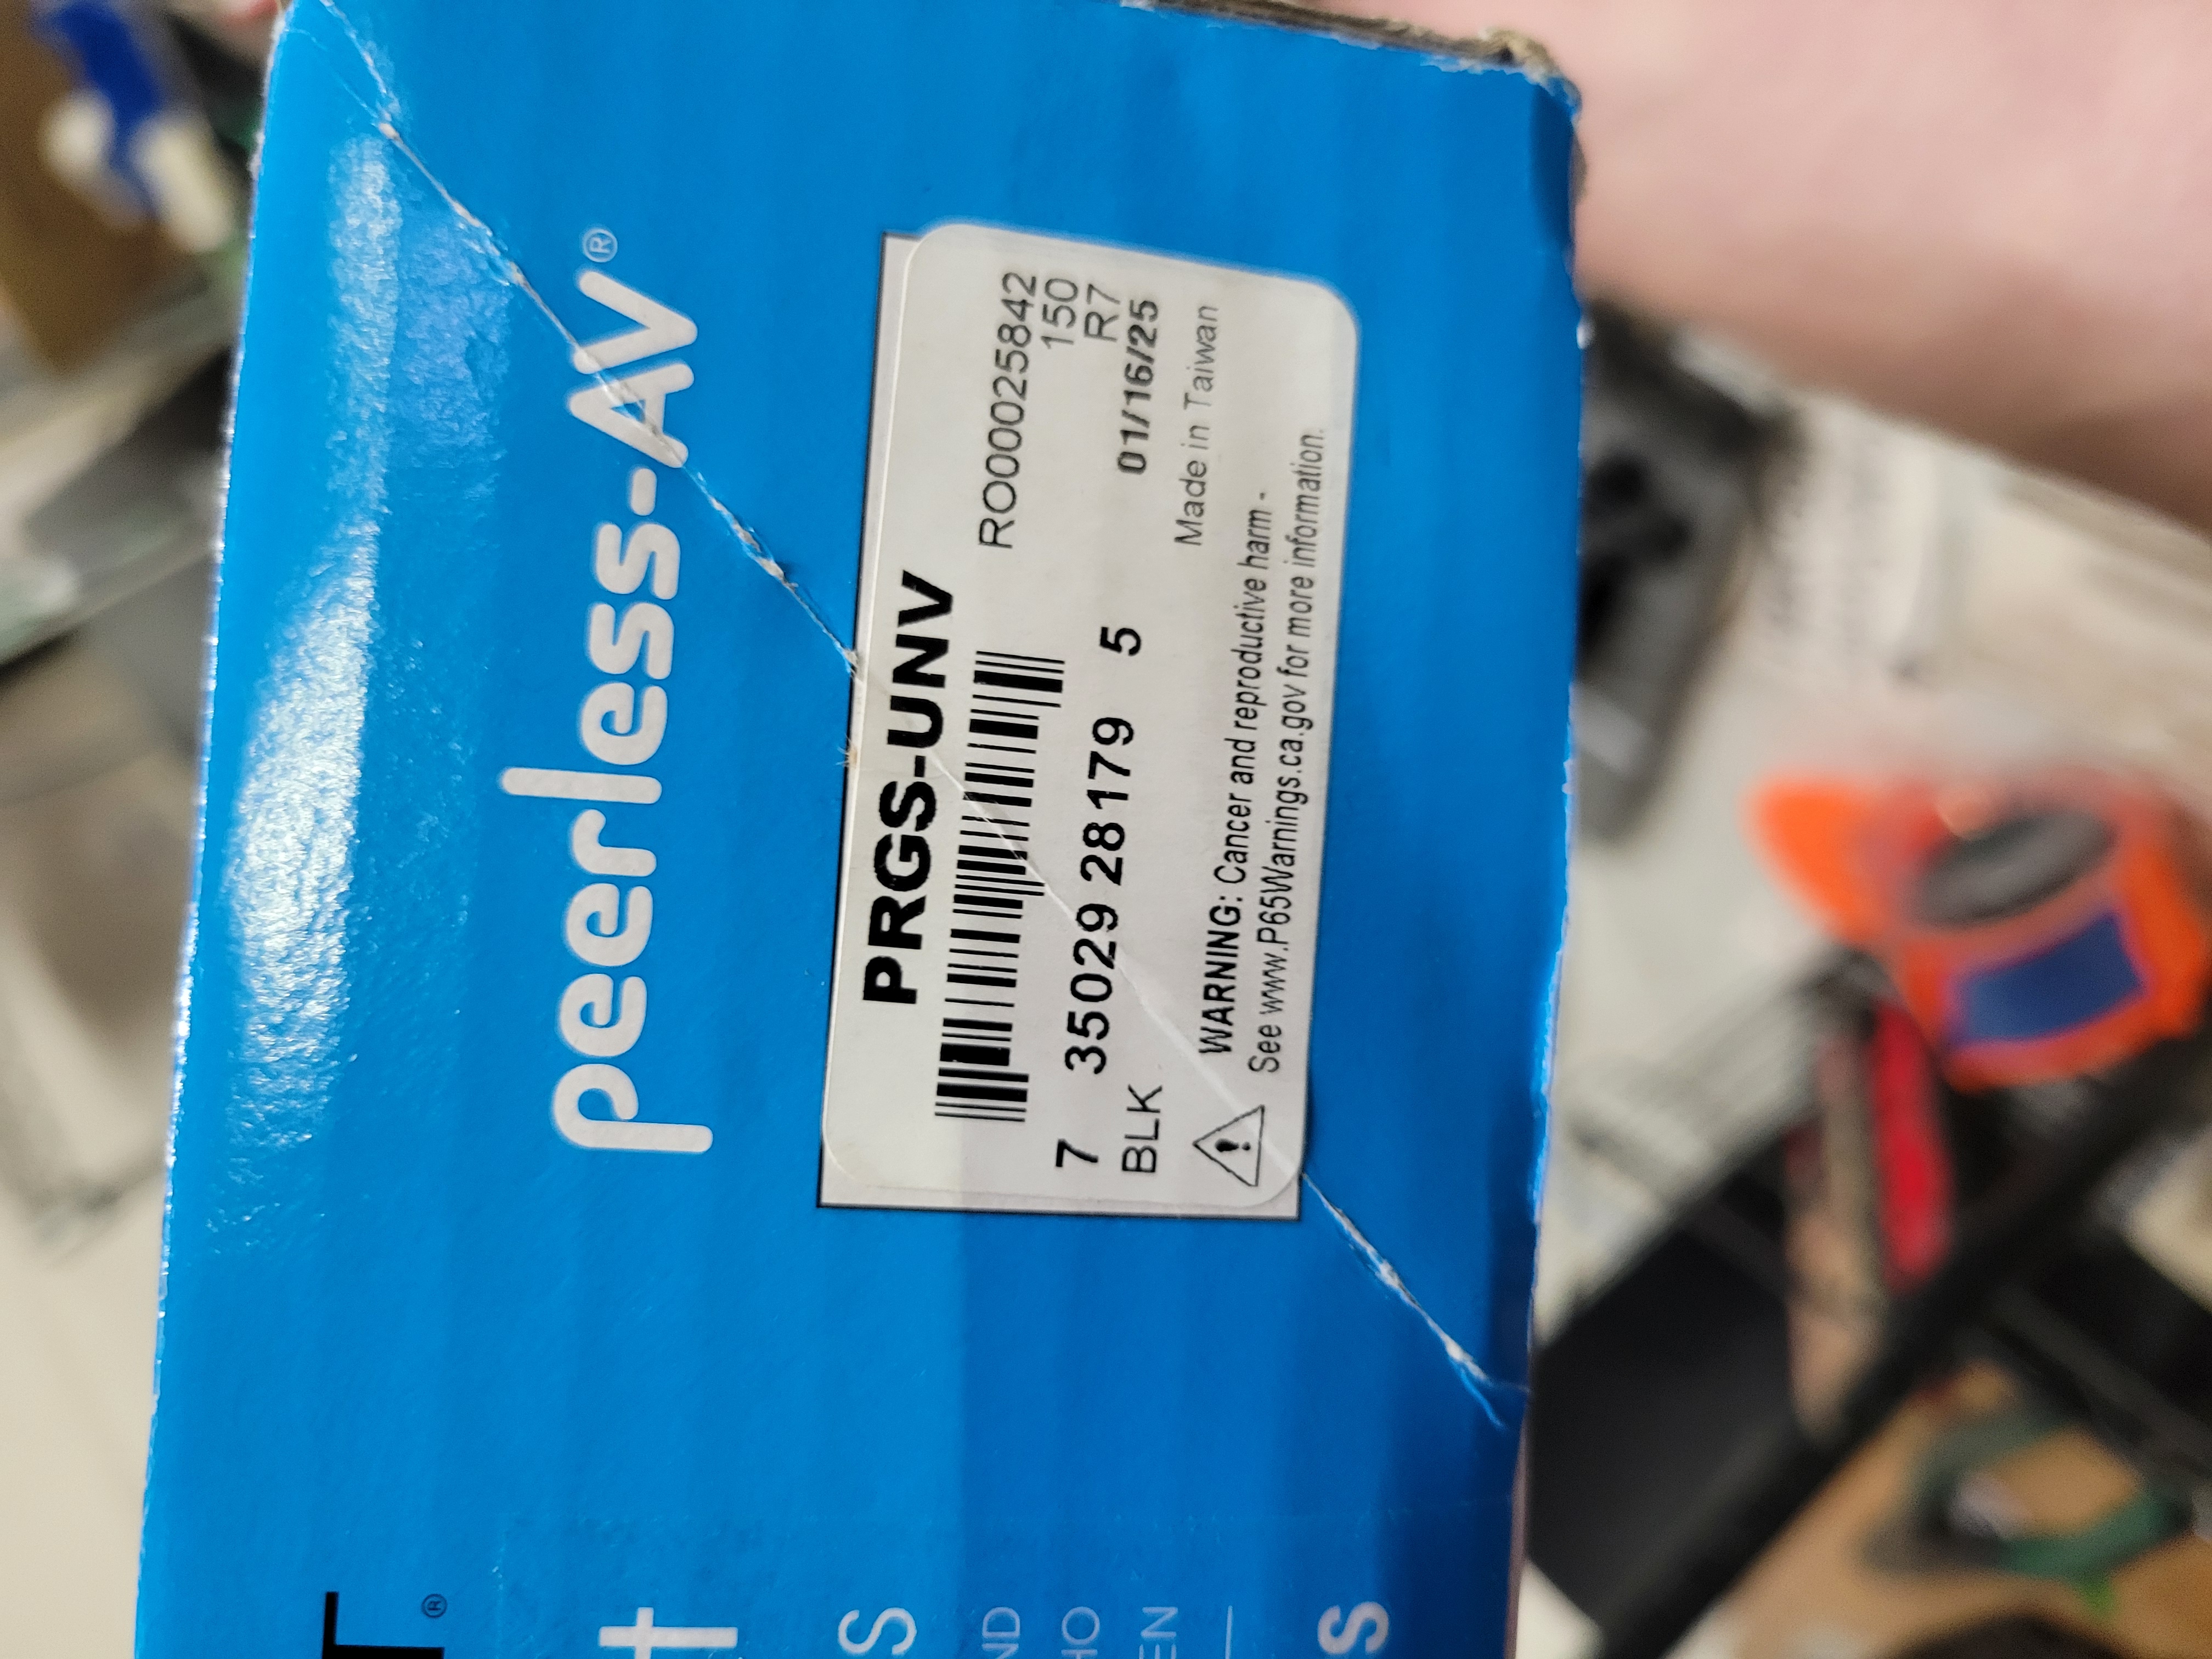 peerless-AV®
PRGS-UNV
RO00025842
150
R7
7 35029 28179 5
01/16/25
BLK
Made in Taiwan
WARNING: Cancer and reproductive harm -
See www.P65Warnings.ca.gov for more information.